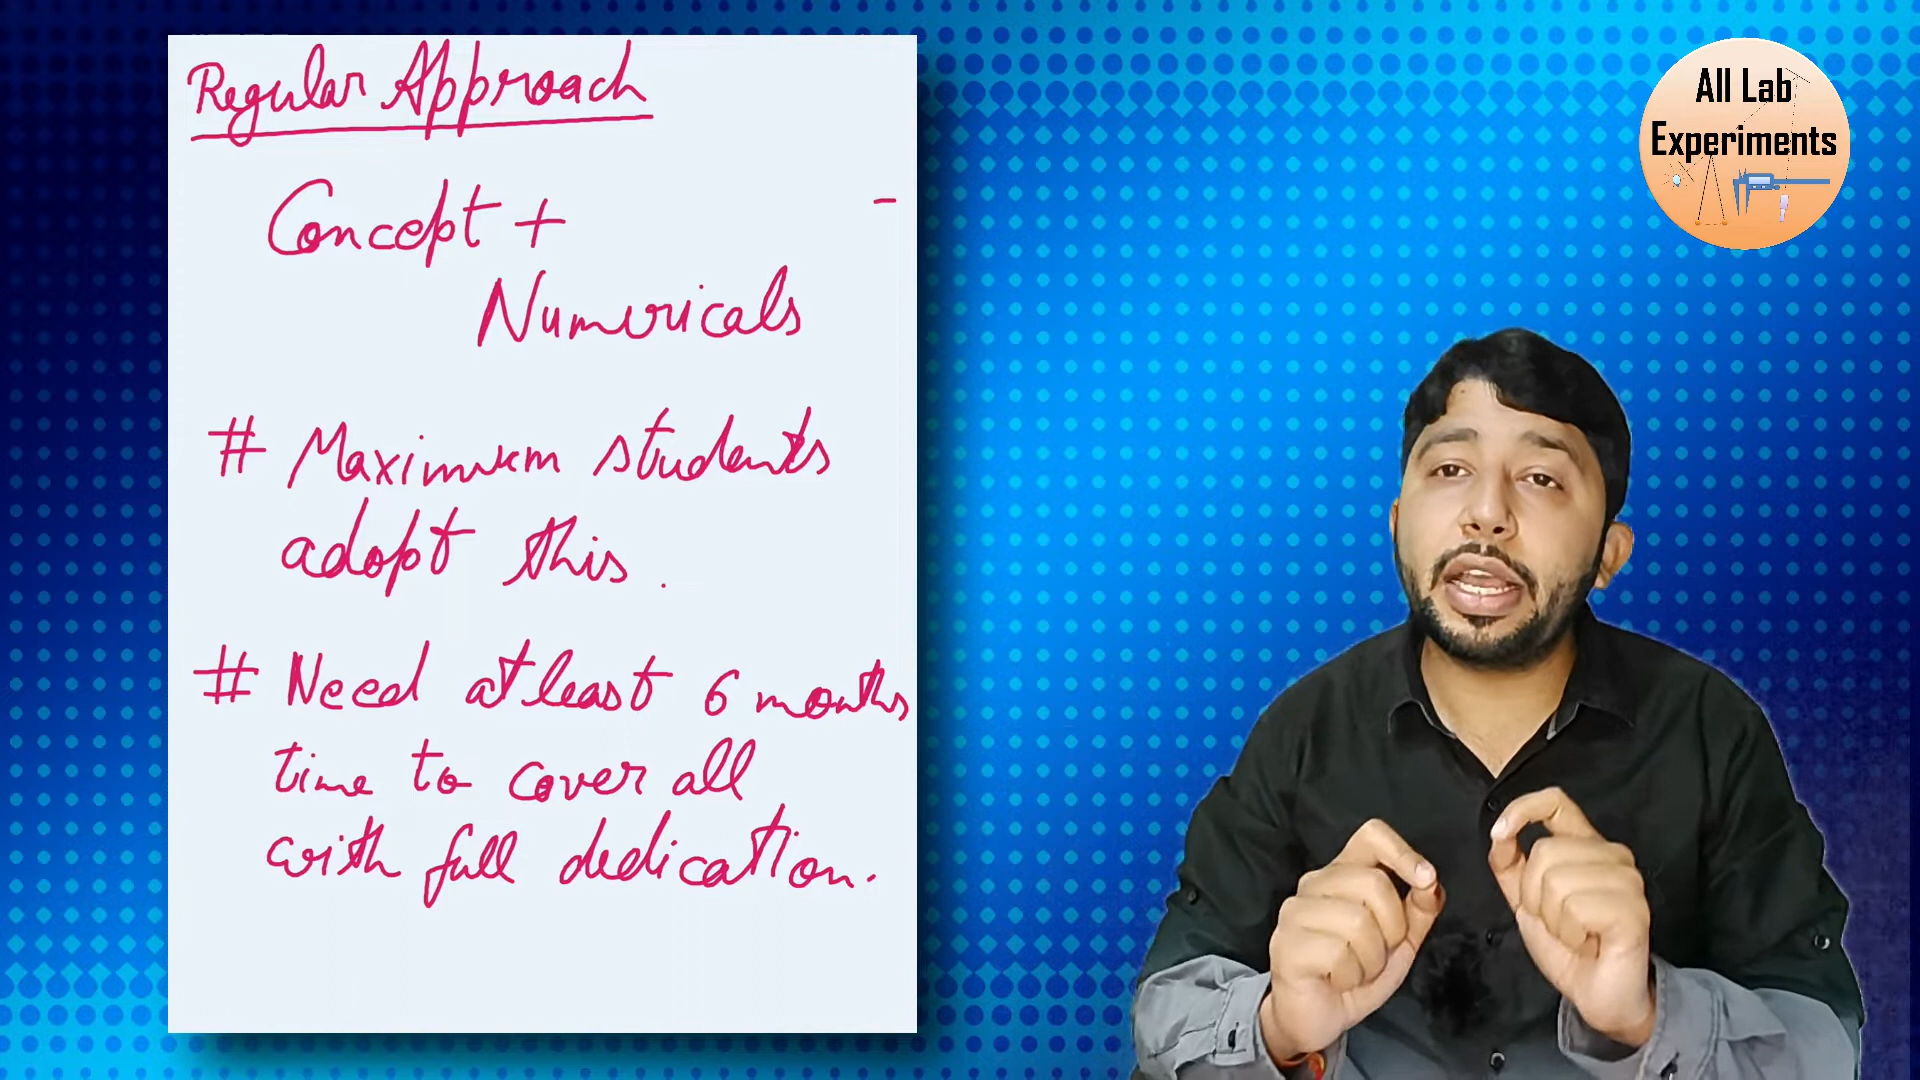 Regular Approach
Concept +
Numericals
# Maximum students
adopt this.
# Need atleast 6 months
time to cover all
with full dedication.
All Lab
Experiments